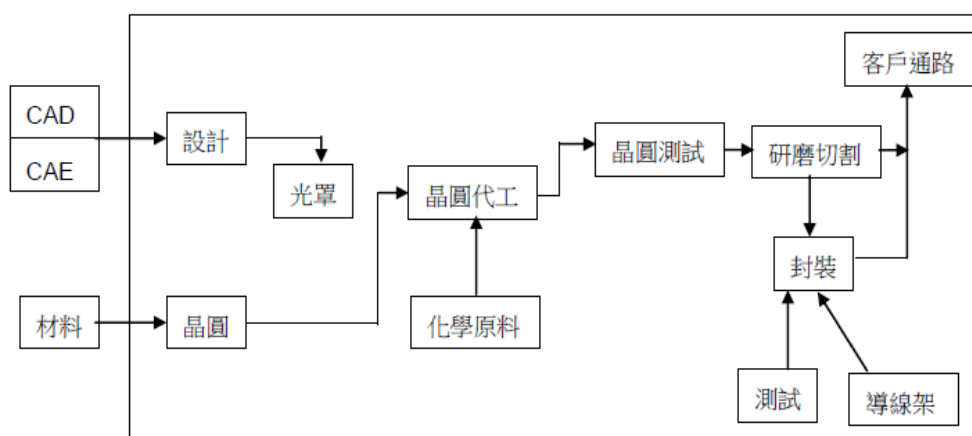 客戶通路
CAD
CAE
設計
晶圓測試
研磨切割
光罩
晶圓代工
封裝
材料
晶圓
化學原料
測試
導線架